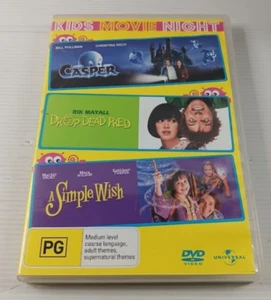 KIDS MOVIE NIGHT
BILL PULLMAN CHRISTINA RICCI
CASPER
RIK MAYALL
DROP DEAD FRED
A Simple Wish
PG
Medium level
coarse language,
adult themes,
supernatural themes
DVD
VIDEO
UNIVERSAL